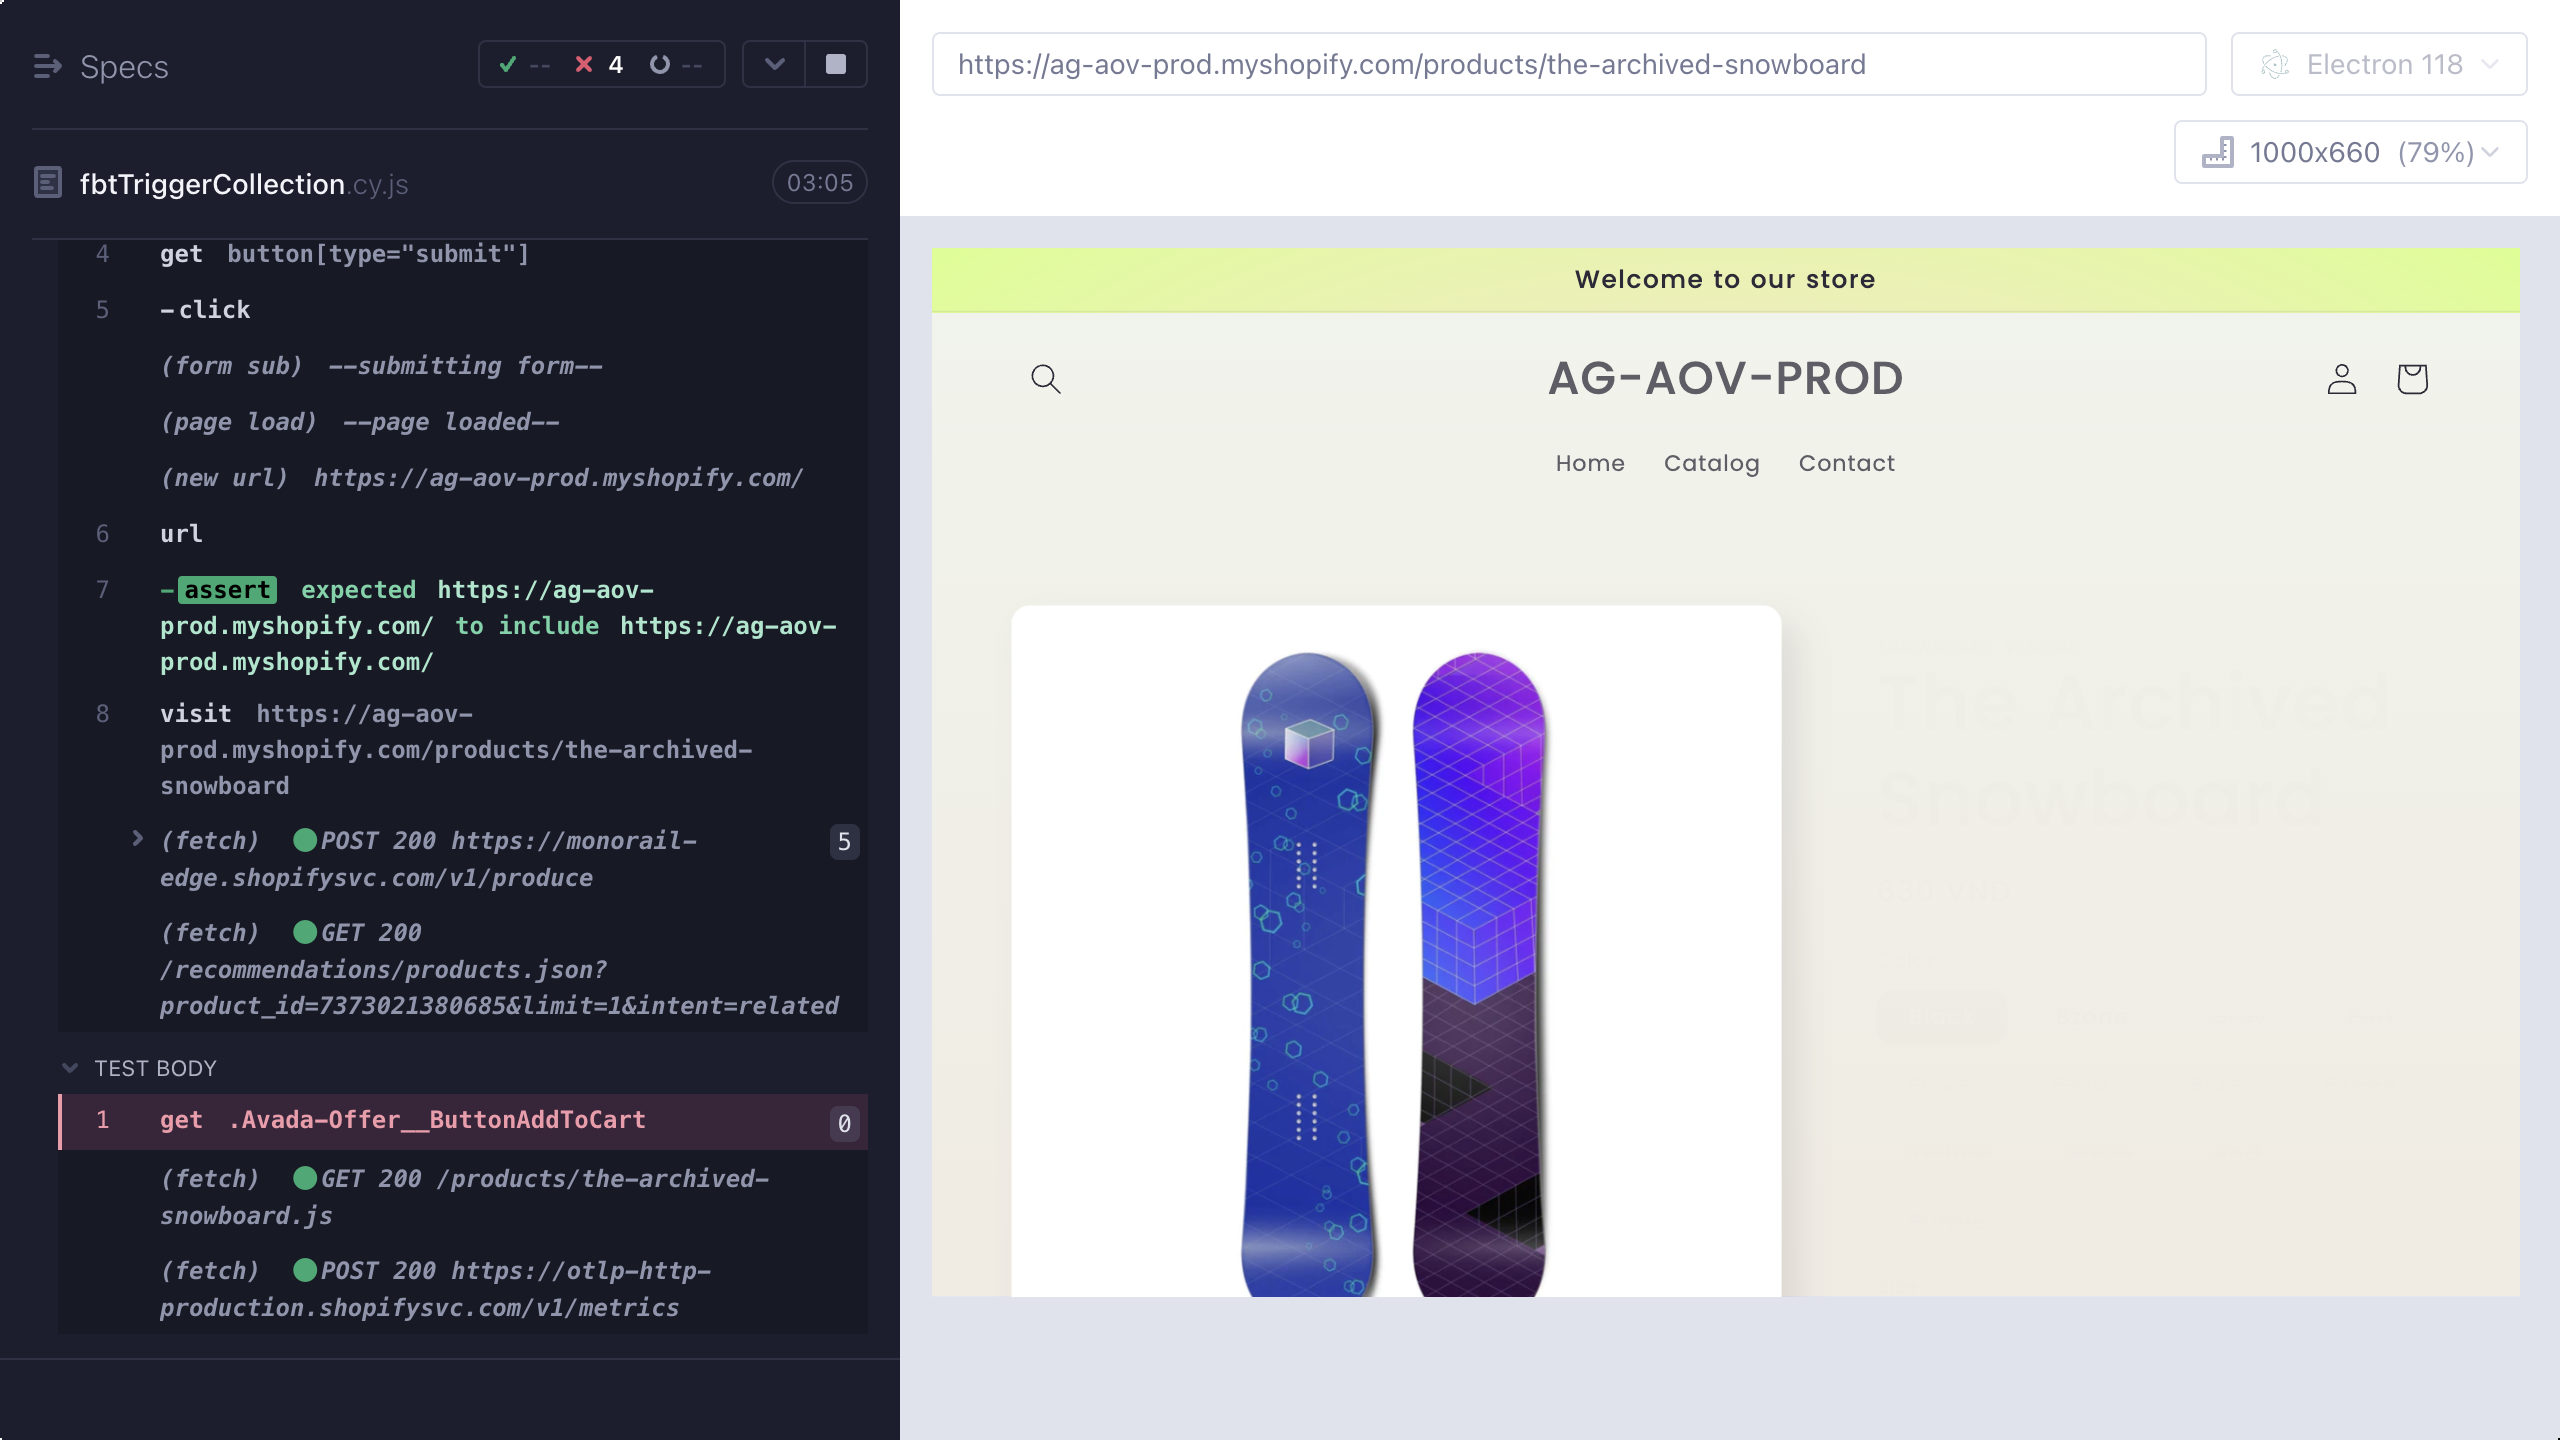 Specs
-- 4 --
fbtTriggerCollection.cy.js
03:05
4 get button[type="submit"]
5 -click
(form sub) --submitting form--
(page load) --page loaded--
(new url) https://ag-aov-prod.myshopify.com/
6 url
7 -assert expected https://ag-aov-
prod.myshopify.com/ to include https://ag-aov-
prod.myshopify.com/
8 visit https://ag-aov-
prod.myshopify.com/products/the-archived-
snowboard
(fetch) POST 200 https://monorail-
edge.shopifysvc.com/v1/produce
5
(fetch) GET 200
/recommendations/products.json?
product_id=7373021380685&limit=1&intent=related
TEST BODY
1 get .Avada-Offer__ButtonAddToCart
0
(fetch) GET 200 /products/the-archived-
snowboard.js
(fetch) POST 200 https://otlp-http-
production.shopifysvc.com/v1/metrics
https://ag-aov-prod.myshopify.com/products/the-archived-snowboard
Electron 118
1000x660 (79%)
Welcome to our store
AG-AOV-PROD
Home Catalog Contact
The Archived
Snowboard